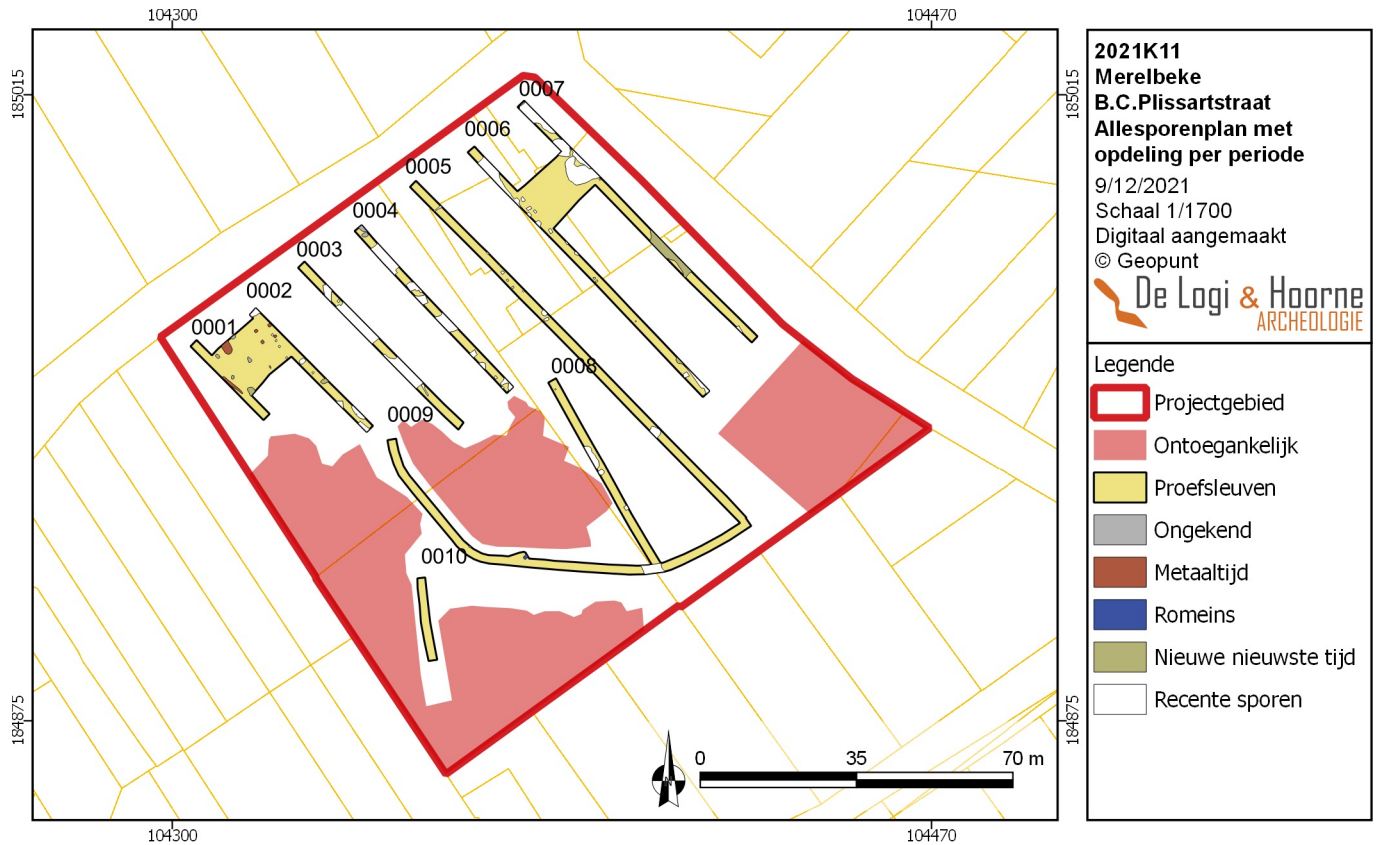 104300
104470
185015
185015
0007
0006
0005
0004
0003
0002
0001
0008
0009
0010
184875
184875
N
0 35 70 m
104300
104470
2021K11
Merelbeke
B.C.Plissartstraat
Allesporenplan met
opdeling per periode
9/12/2021
Schaal 1/1700
Digitaal aangemaakt
© Geopunt
De Logi & Hoorne
ARCHEOLOGIE
Legende
Projectgebied
Ontoegankelijk
Proefsleuven
Ongekend
Metaaltijd
Romeins
Nieuwe nieuwste tijd
Recente sporen